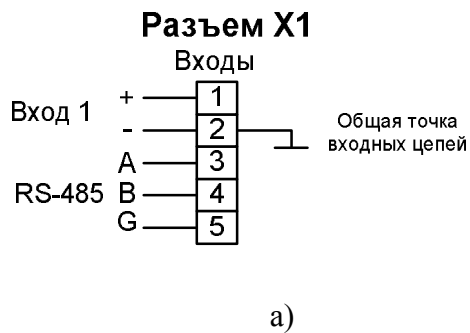 Разъем X1
Входы
Вход 1
+
1
-
2
Общая точка
входных цепей
A
3
RS-485
B
4
G
5
а)